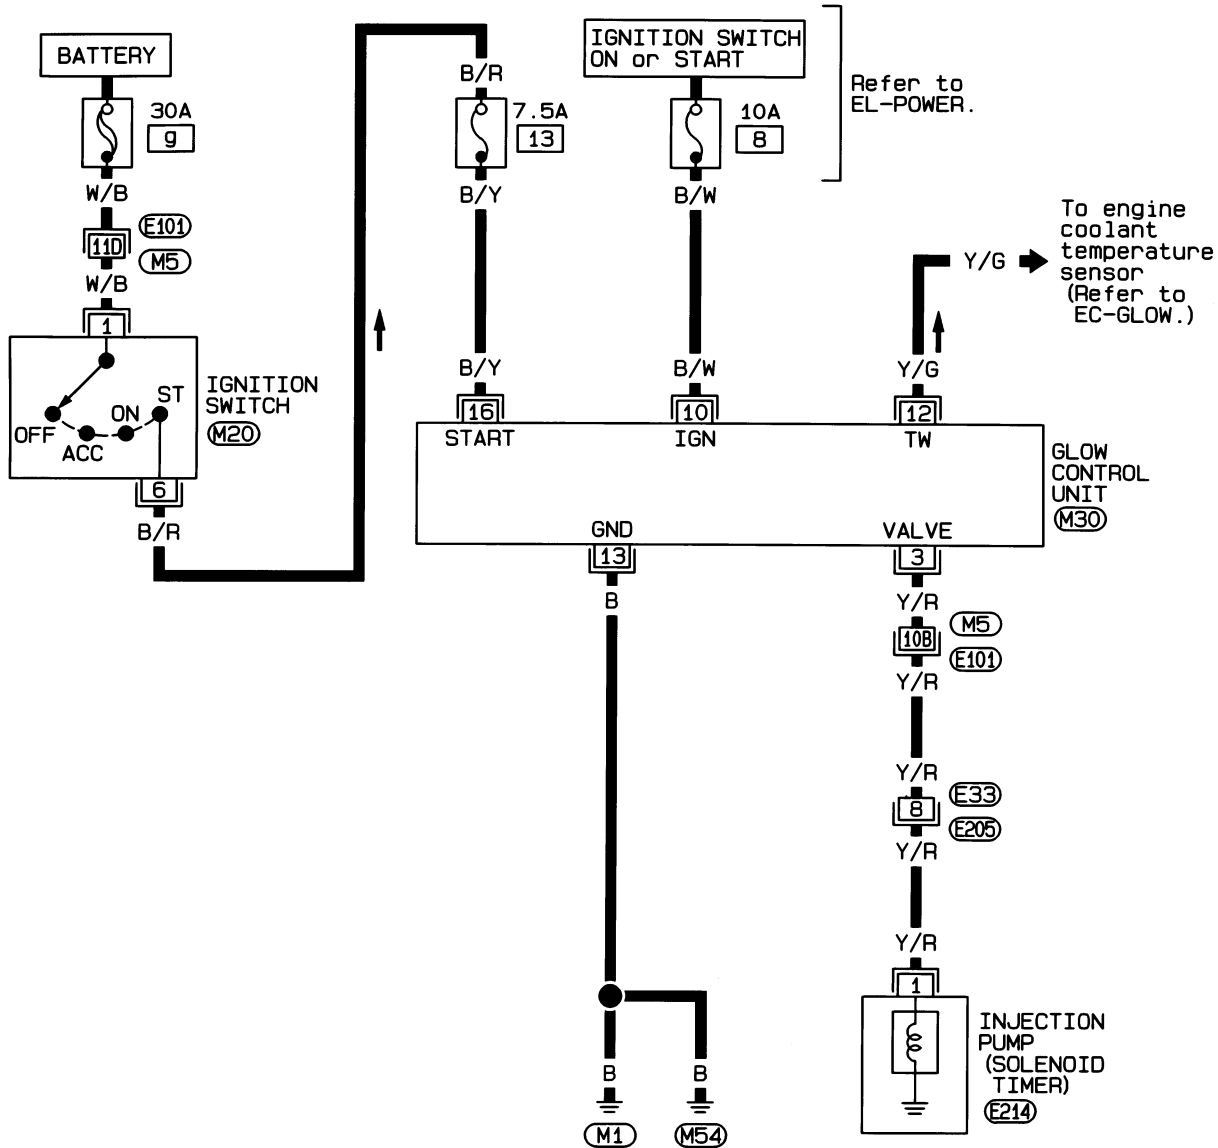 BATTERY
30A
g
W/B
11D
E101
M5
W/B
1
OFF
ACC
ON
ST
IGNITION
SWITCH
M20
6
B/R
B/R
7.5A
13
B/Y
B/Y
16
START
IGNITION SWITCH
ON or START
10A
8
B/W
B/W
10
IGN
Refer to
EL-POWER.
To engine
coolant
temperature
sensor
(Refer to
EC-GLOW.)
Y/G
Y/G
12
TW
GLOW
CONTROL
UNIT
M30
GND
13
B
VALVE
3
Y/R
10B
M5
E101
Y/R
Y/R
8
E33
E205
Y/R
Y/R
1
INJECTION
PUMP
(SOLENOID
TIMER)
E214
B
M1
B
M54